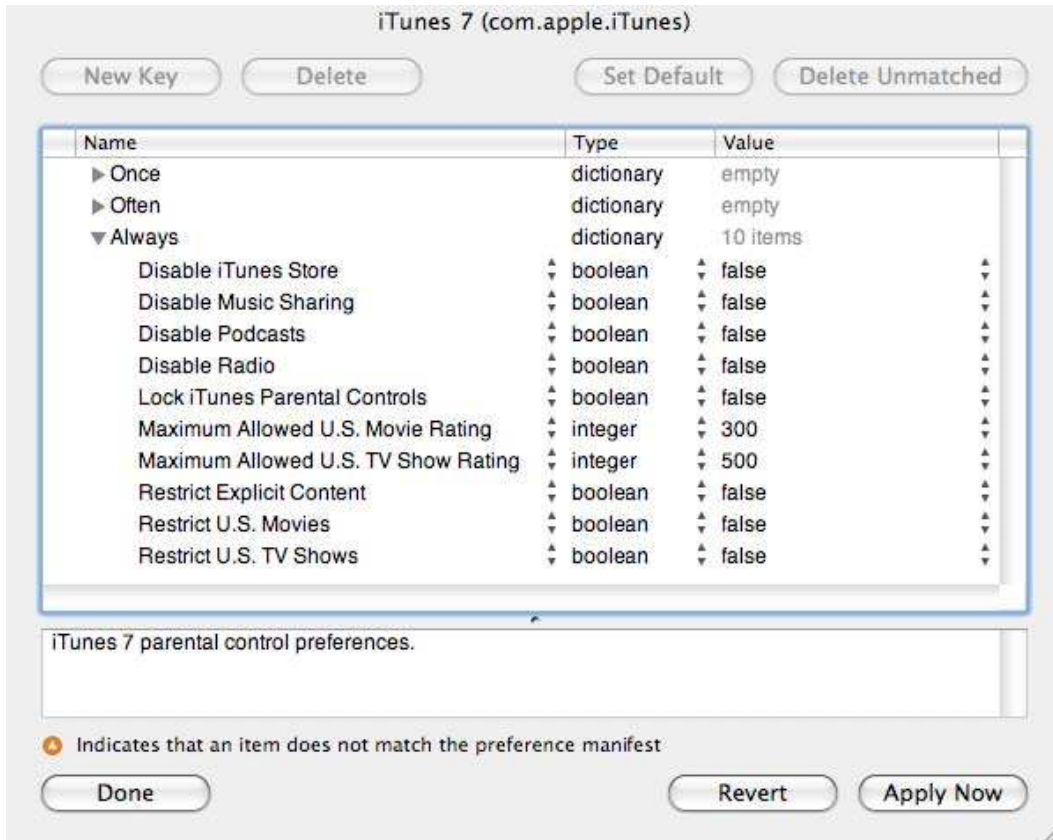 iTunes 7 (com.apple.iTunes)
New Key Delete Set Default Delete Unmatched
Name Type Value
Once dictionary empty
Often dictionary empty
Always dictionary 10 items
Disable iTunes Store boolean false
Disable Music Sharing boolean false
Disable Podcasts boolean false
Disable Radio boolean false
Lock iTunes Parental Controls boolean false
Maximum Allowed U.S. Movie Rating integer 300
Maximum Allowed U.S. TV Show Rating integer 500
Restrict Explicit Content boolean false
Restrict U.S. Movies boolean false
Restrict U.S. TV Shows boolean false
iTunes 7 parental control preferences.
Indicates that an item does not match the preference manifest
Done Revert Apply Now